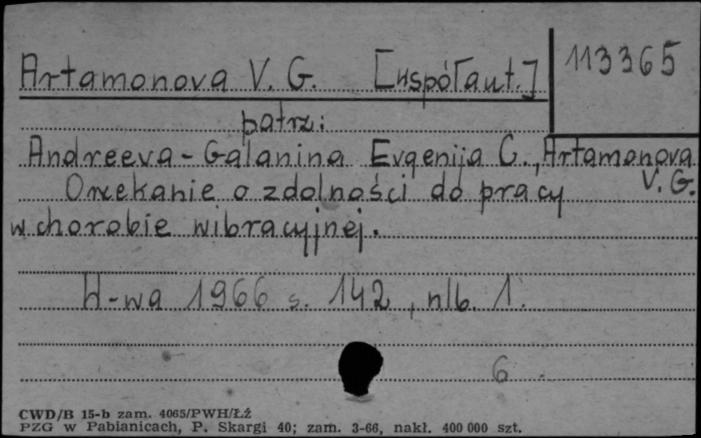 Artamonova V. G. [współaut.]
113365
patrz:
Andreeva-Galanina Evgenija C., Artamonova
V. G.
Orzekanie o zdolności do pracy
w chorobie wibracyjnej.
W-wa 1966 s. 142, nlb. 1.
6
CWD/B 15-b zam. 4065/PWH/ŁŹ
PZG w Pabianicach, P. Skargi 40; zam. 3-66, nakł. 400 000 szt.